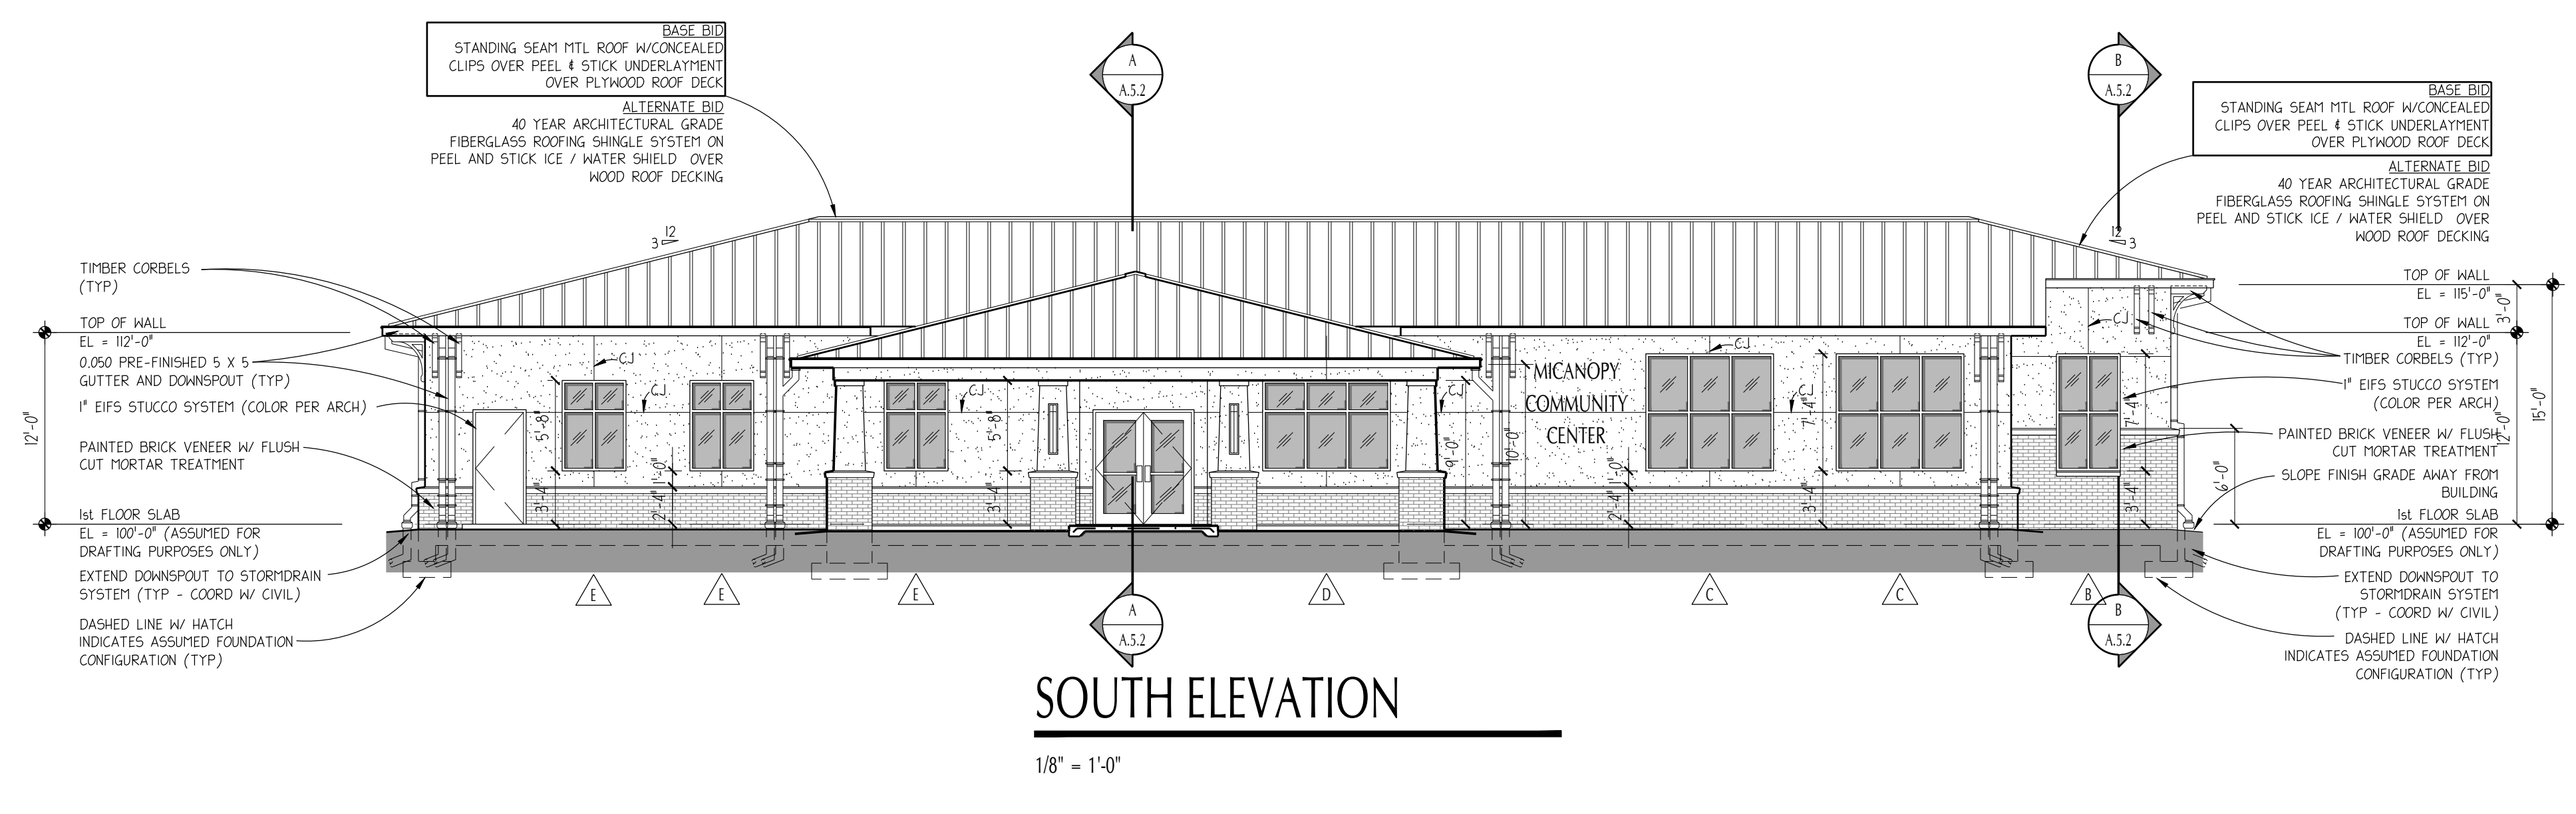 BASE BID
STANDING SEAM MTL ROOF W/CONCEALED
CLIPS OVER PEEL & STICK UNDERLAYMENT
OVER PLYWOOD ROOF DECK
ALTERNATE BID
40 YEAR ARCHITECTURAL GRADE
FIBERGLASS ROOFING SHINGLE SYSTEM ON
PEEL AND STICK ICE / WATER SHIELD OVER
WOOD ROOF DECKING
A
A.5.2
B
A.5.2
BASE BID
STANDING SEAM MTL ROOF W/CONCEALED
CLIPS OVER PEEL & STICK UNDERLAYMENT
OVER PLYWOOD ROOF DECK
ALTERNATE BID
40 YEAR ARCHITECTURAL GRADE
FIBERGLASS ROOFING SHINGLE SYSTEM ON
PEEL AND STICK ICE / WATER SHIELD OVER
WOOD ROOF DECKING
12
3
12
3
TIMBER CORBELS
(TYP)
TOP OF WALL
EL = 112'-0"
0.050 PRE-FINISHED 5 X 5
GUTTER AND DOWNSPOUT (TYP)
1" EIFS STUCCO SYSTEM (COLOR PER ARCH)
12'-0"
PAINTED BRICK VENEER W/ FLUSH
CUT MORTAR TREATMENT
1st FLOOR SLAB
EL = 100'-0" (ASSUMED FOR
DRAFTING PURPOSES ONLY)
EXTEND DOWNSPOUT TO STORMDRAIN
SYSTEM (TYP - COORD W/ CIVIL)
DASHED LINE W/ HATCH
INDICATES ASSUMED FOUNDATION
CONFIGURATION (TYP)
CJ
CJ
CJ
CJ
CJ
CJ
CJ
5'-8"
3'-4"
1'-0"
2'-4"
5'-8"
3'-4"
9'-0"
10'-0"
MICANOPY
COMMUNITY
CENTER
1'-0"
2'-4"
7'-4"
3'-4"
7'-4"
3'-4"
6'-0"
TOP OF WALL
EL = 115'-0"
3'-0"
TOP OF WALL
EL = 112'-0"
TIMBER CORBELS (TYP)
1" EIFS STUCCO SYSTEM
(COLOR PER ARCH)
15'-0"
12'-0"
PAINTED BRICK VENEER W/ FLUSH
CUT MORTAR TREATMENT
SLOPE FINISH GRADE AWAY FROM
BUILDING
1st FLOOR SLAB
EL = 100'-0" (ASSUMED FOR
DRAFTING PURPOSES ONLY)
EXTEND DOWNSPOUT TO
STORMDRAIN SYSTEM
(TYP - COORD W/ CIVIL)
DASHED LINE W/ HATCH
INDICATES ASSUMED FOUNDATION
CONFIGURATION (TYP)
E
E
E
D
C
C
B
A
A.5.2
B
A.5.2
SOUTH ELEVATION
1/8" = 1'-0"